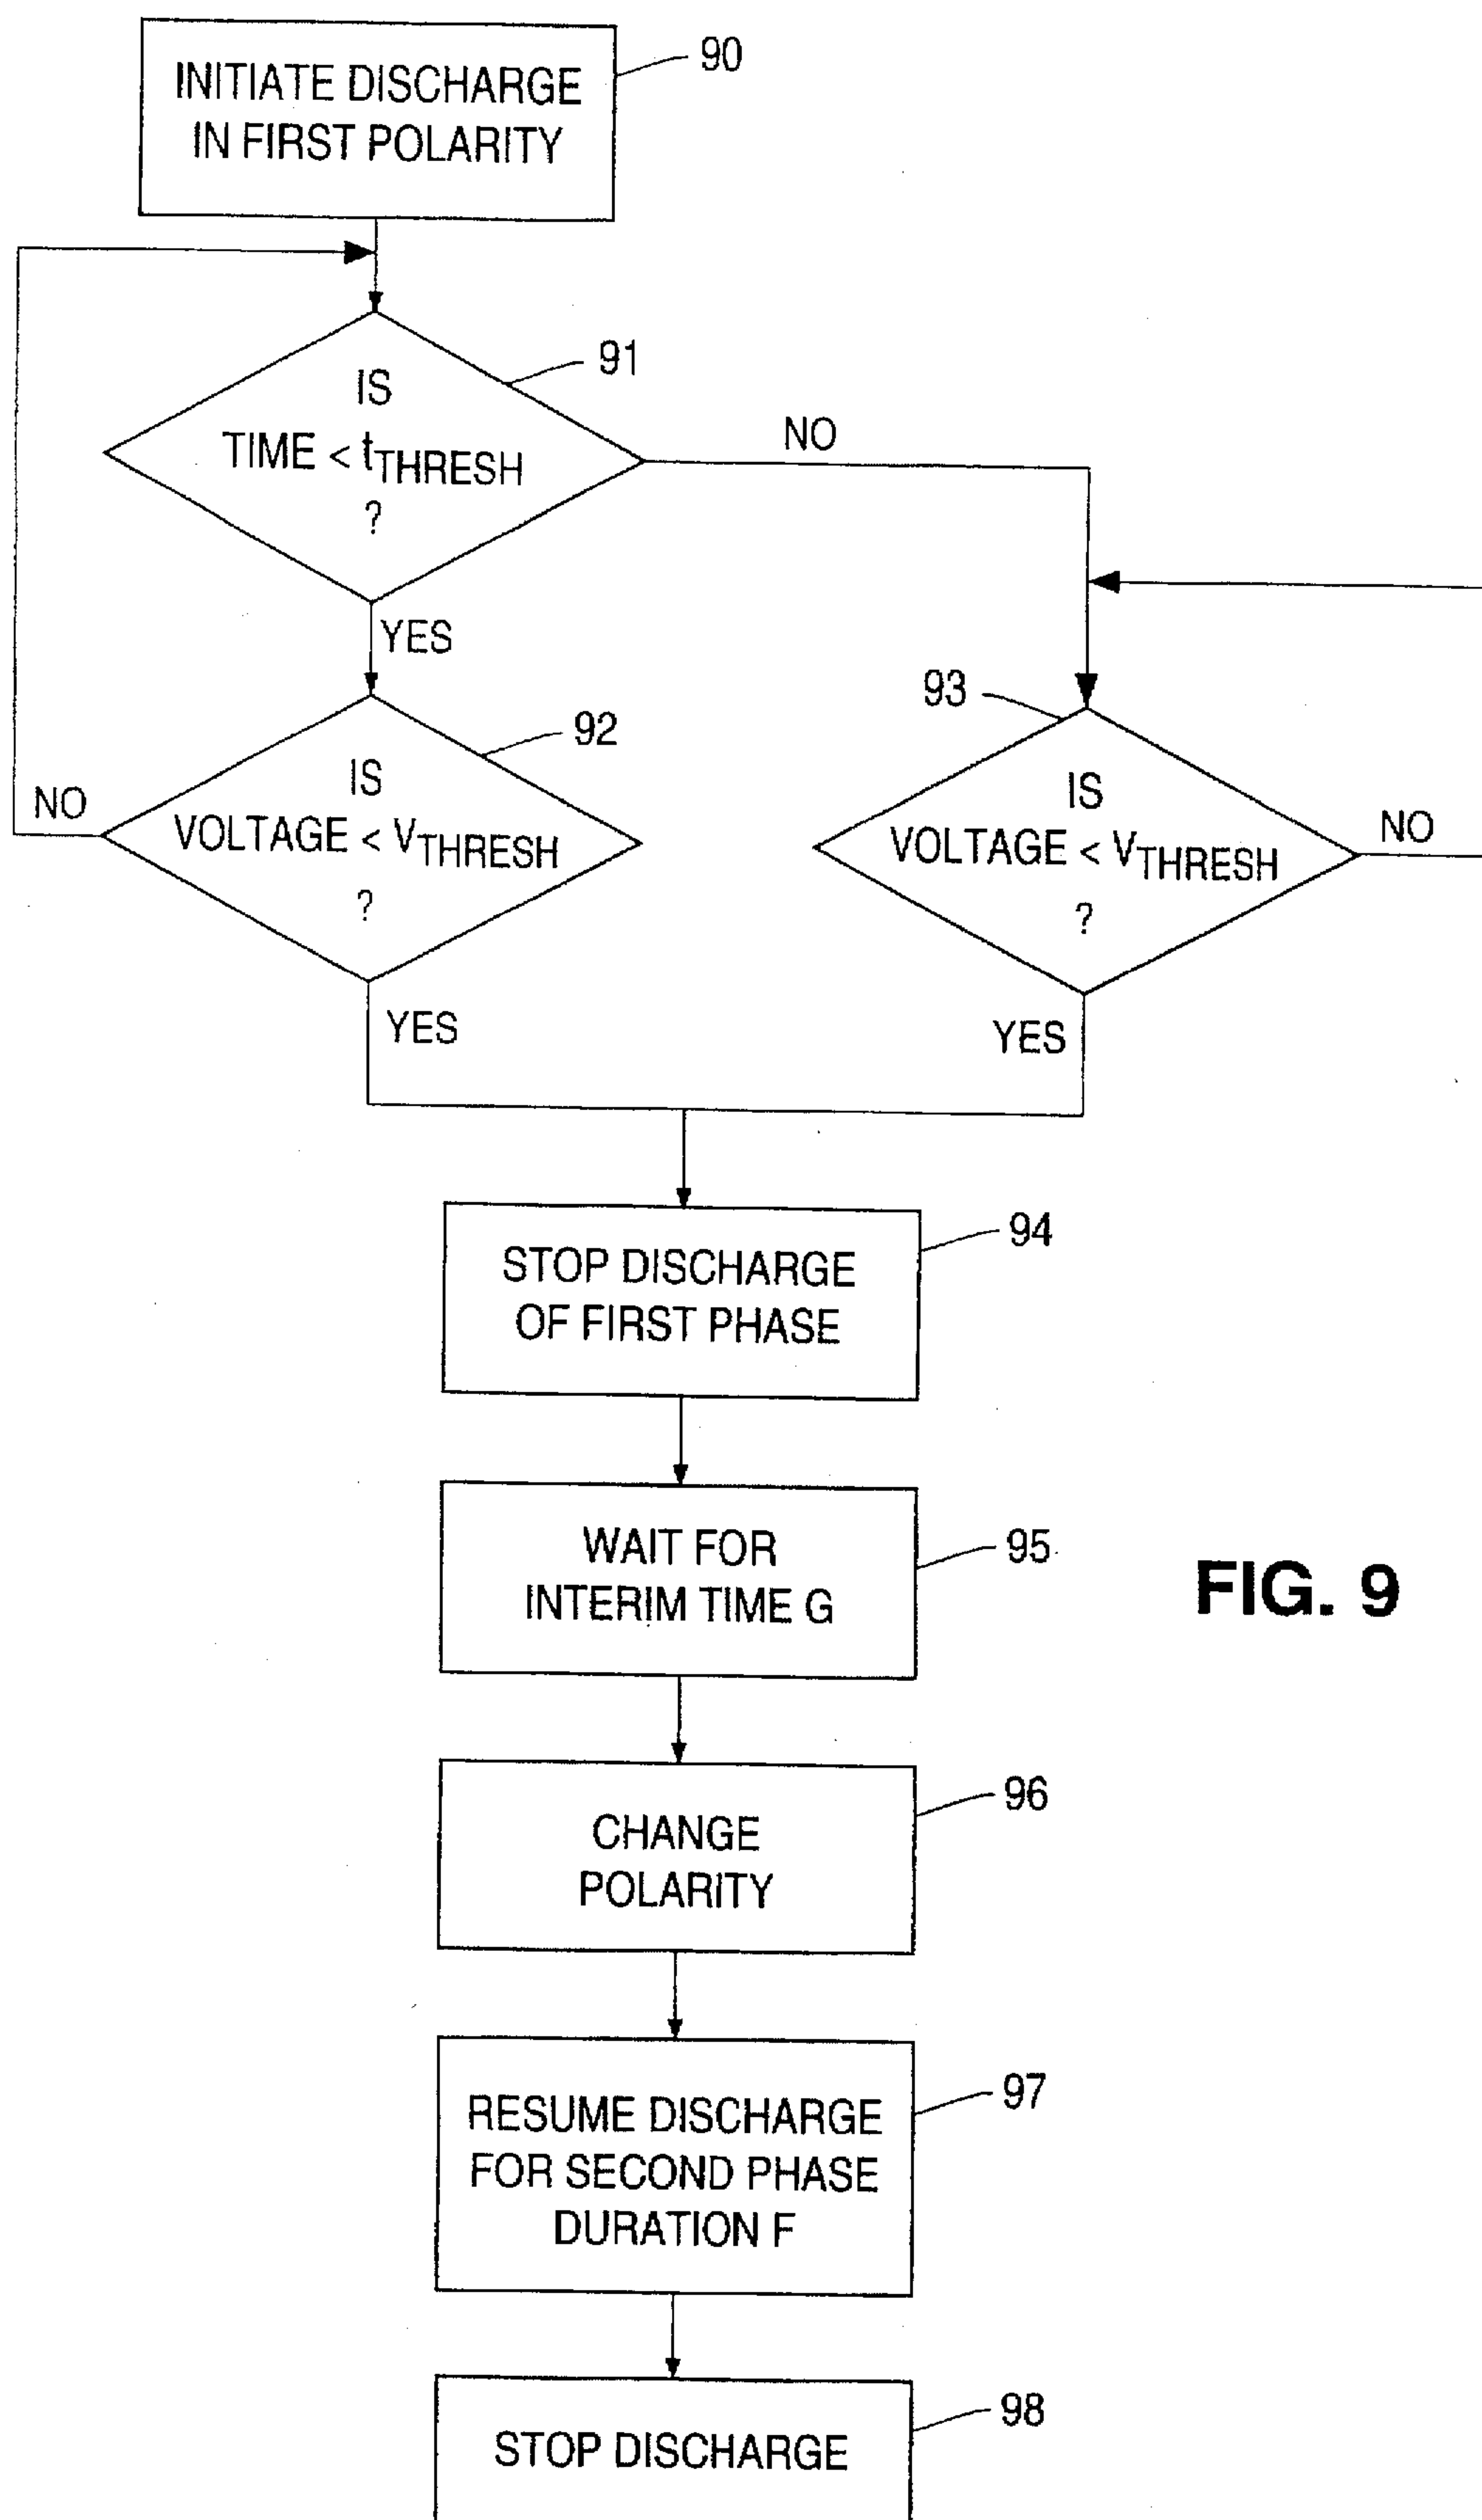 INITIATE DISCHARGE
IN FIRST POLARITY
90
IS
TIME < tTHRESH
?
91
NO
YES
IS
VOLTAGE < VTHRESH
?
92
NO
YES
93
IS
VOLTAGE < VTHRESH
?
NO
YES
STOP DISCHARGE
OF FIRST PHASE
94
WAIT FOR
INTERIM TIME G
95
FIG. 9
CHANGE
POLARITY
96
RESUME DISCHARGE
FOR SECOND PHASE
DURATION F
97
STOP DISCHARGE
98